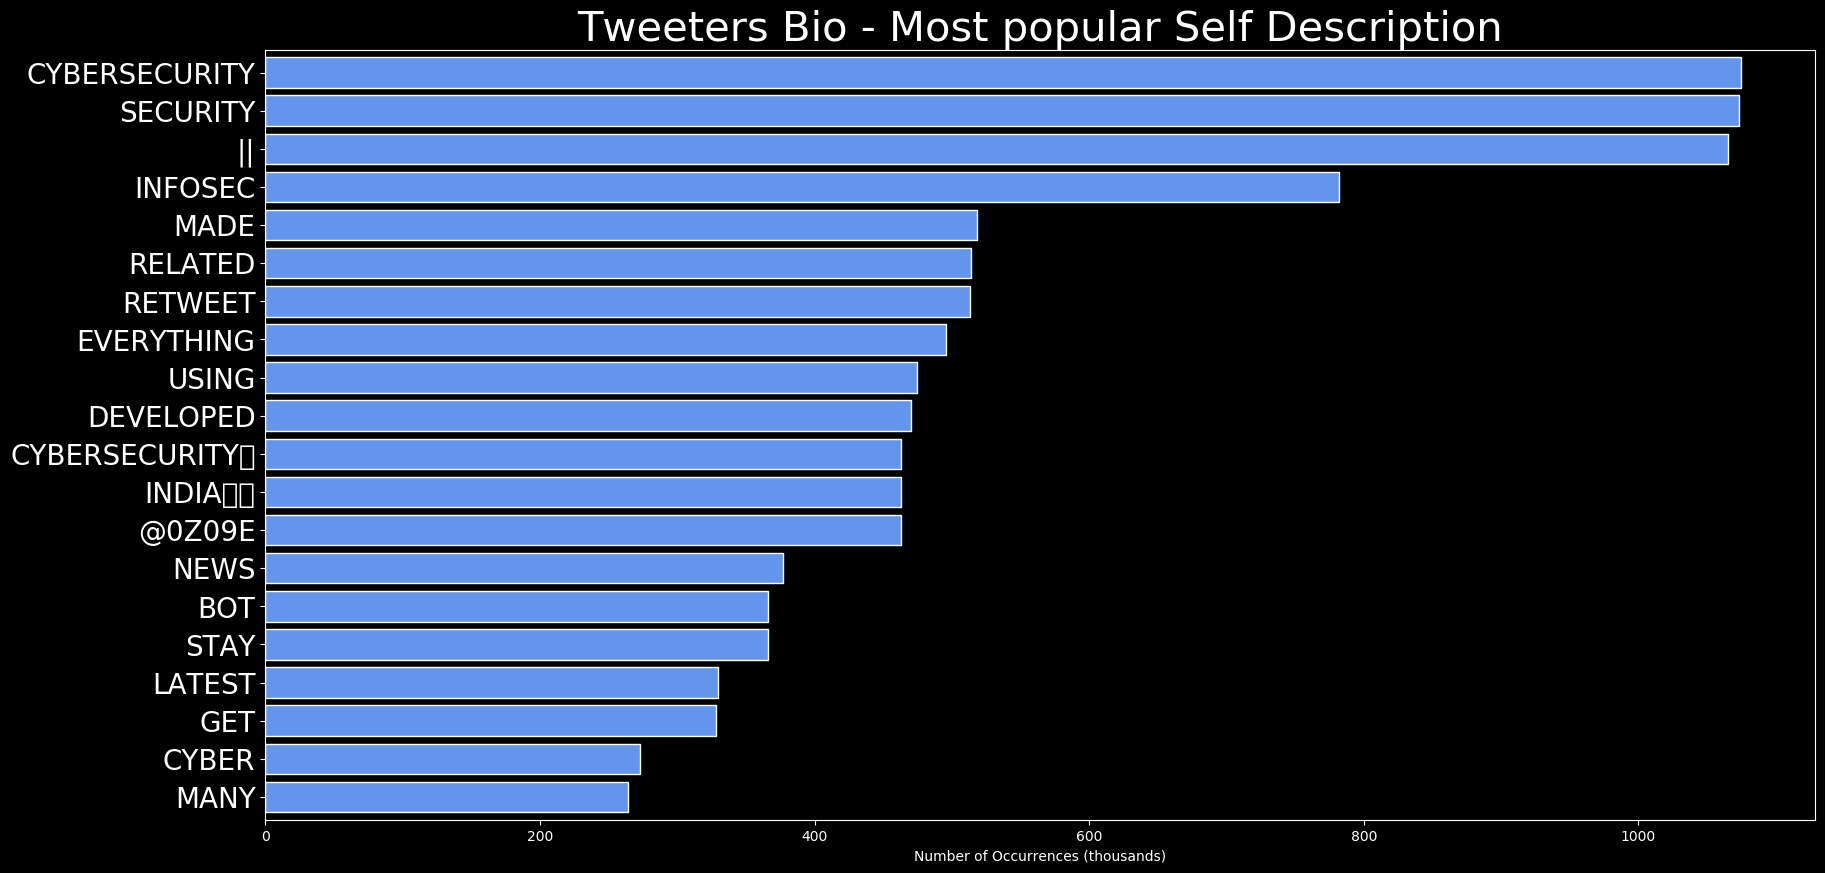 Tweeters Bio - Most popular Self Description
CYBERSECURITY
SECURITY
||
INFOSEC
MADE
RELATED
RETWEET
EVERYTHING
USING
DEVELOPED
CYBERSECURITY▯
INDIA▯▯
@0Z09E
NEWS
BOT
STAY
LATEST
GET
CYBER
MANY
0 200 400 600 800 1000
Number of Occurrences (thousands)